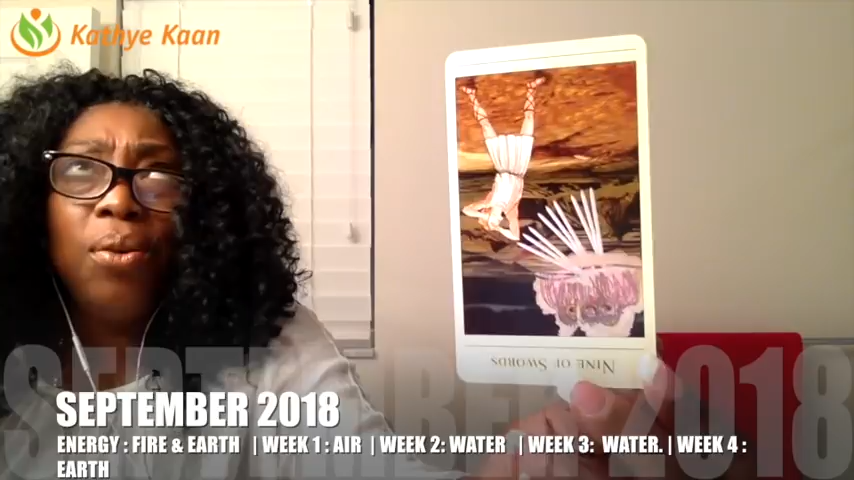 Kathye Kaan
NINE OF SWORDS
SEPTEMBER 2018
SEPTEMBER 2018
ENERGY : FIRE & EARTH | WEEK 1 : AIR | WEEK 2: WATER | WEEK 3: WATER. | WEEK 4 :
EARTH